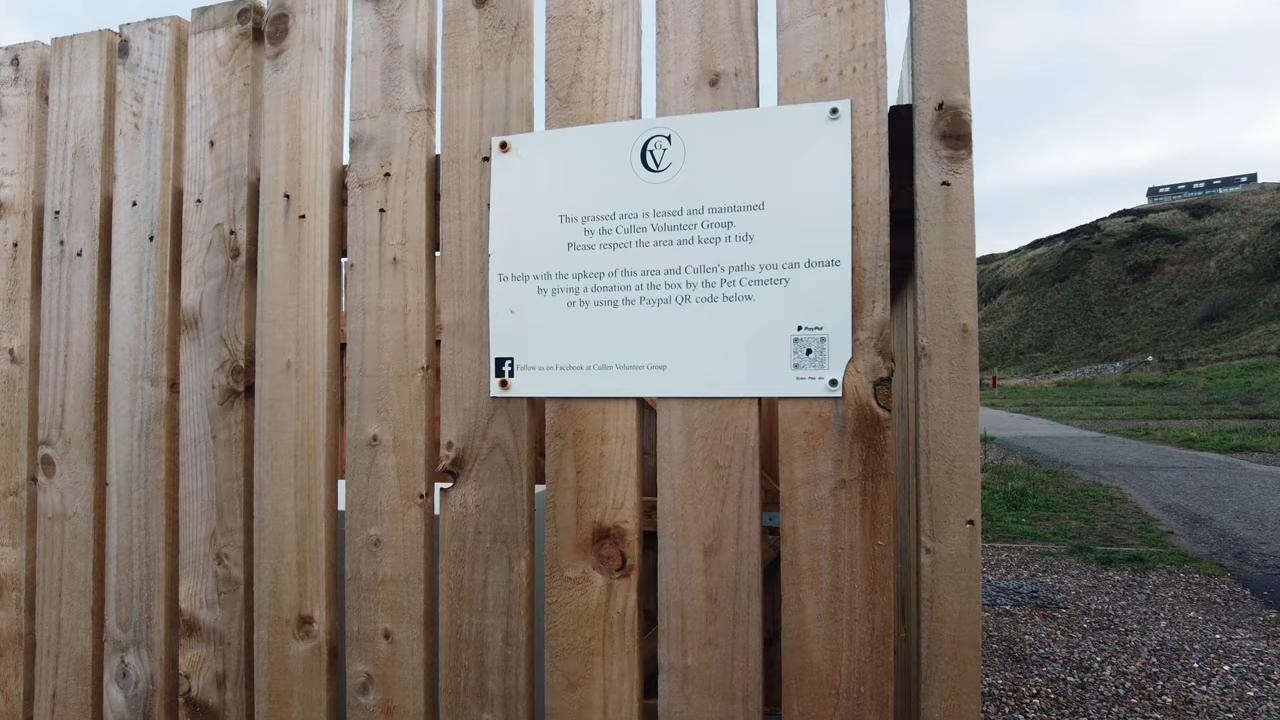 CGV
This grassed area is leased and maintained
by the Cullen Volunteer Group.
Please respect the area and keep it tidy
To help with the upkeep of this area and Cullen's paths you can donate
by giving a donation at the box by the Pet Cemetery
or by using the Paypal QR code below.
PayPal
f Follow us on Facebook at Cullen Volunteer Group